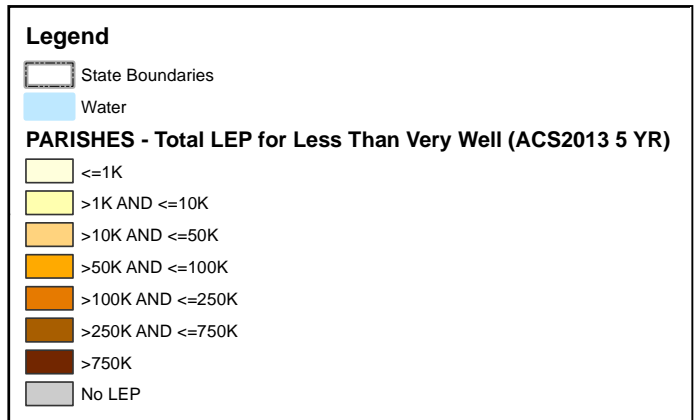 Legend
State Boundaries
Water
PARISHES - Total LEP for Less Than Very Well (ACS2013 5 YR)
<=1K
>1K AND <=10K
>10K AND <=50K
>50K AND <=100K
>100K AND <=250K
>250K AND <=750K
>750K
No LEP